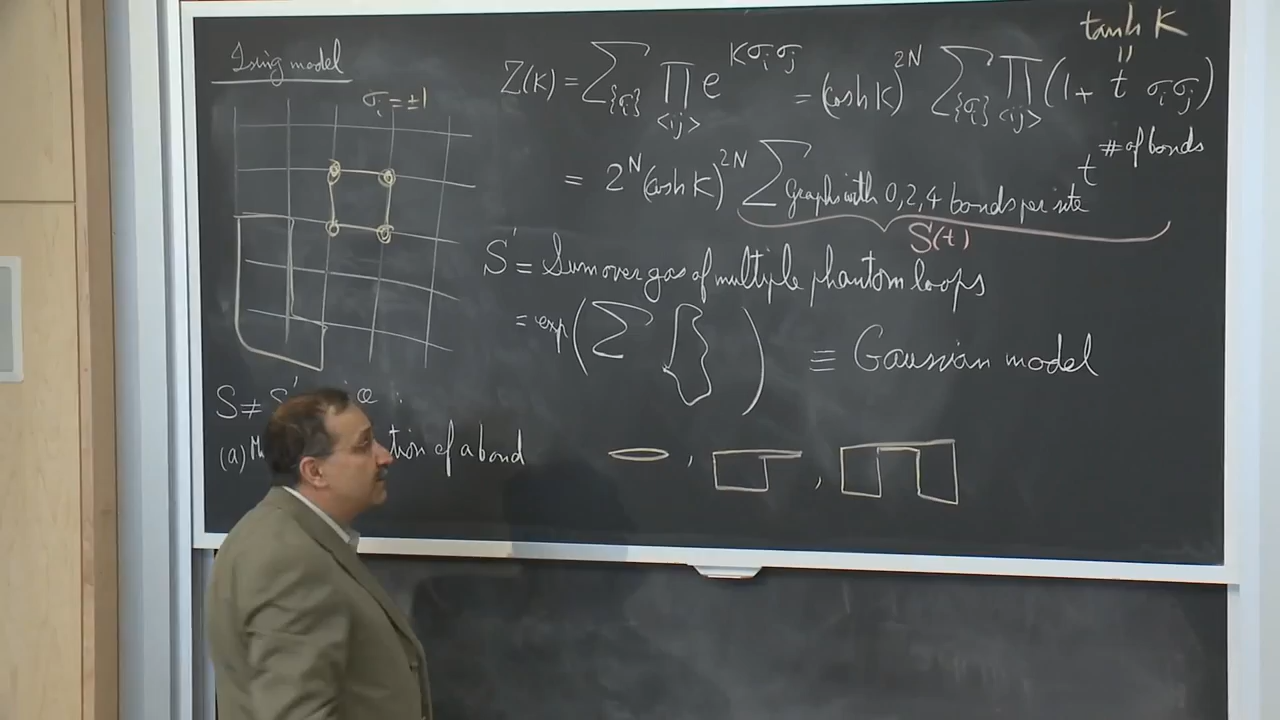 Ising model
σᵢ = ±1
tanh K
Z(K) = ∑_{σᵢ} ∏_<ij> e^{Kσᵢσⱼ} = (cosh K)^{2N} ∑_{σᵢ} ∏_<ij> (1 + t σᵢσⱼ)
= 2^N (cosh K)^{2N} ∑ Graphs with 0, 2, 4 bonds per site t^{# of bonds}
S(t)
S' = Sum over gas of multiple phantom loops
= exp(∑ ) ≡ Gaussian model
S ≠ S'
(a) tion of a bond
, ,